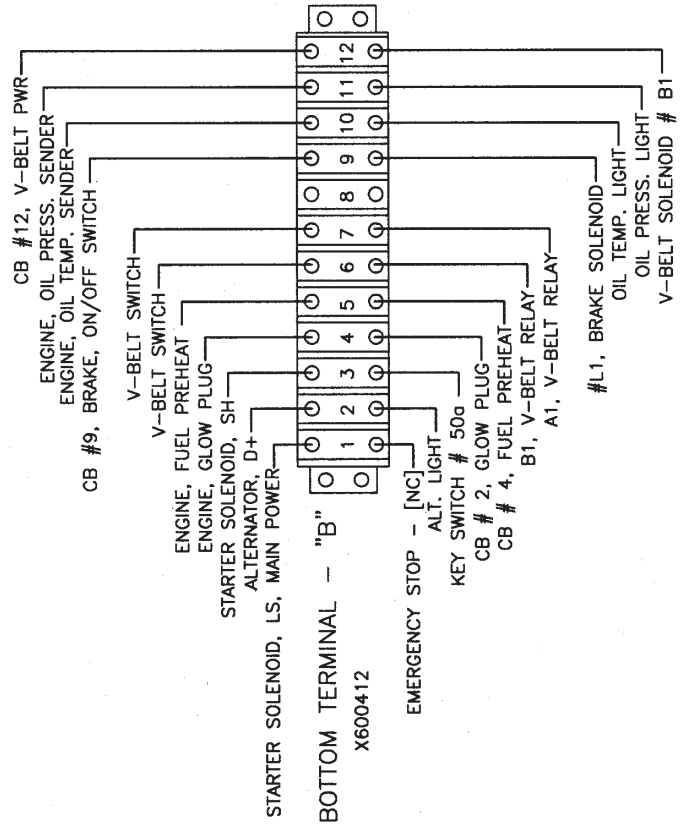 CB #12, V-BELT PWR
ENGINE, OIL PRESS. SENDER
ENGINE, OIL TEMP. SENDER
CB #9, BRAKE, ON/OFF SWITCH
V-BELT SWITCH
V-BELT SWITCH
ENGINE, FUEL PREHEAT
ENGINE, GLOW PLUG
STARTER SOLENOID, SH
ALTERNATOR, D+
STARTER SOLENOID, LS, MAIN POWER
12
11
10
9
8
7
6
5
4
3
2
1
BOTTOM TERMINAL - "B"
X600412
EMERGENCY STOP - [NC]
ALT. LIGHT
KEY SWITCH # 50a
CB # 2, GLOW PLUG
CB # 4, FUEL PREHEAT
B1, V-BELT RELAY
A1, V-BELT RELAY
#L1, BRAKE SOLENOID
OIL TEMP. LIGHT
OIL PRESS. LIGHT
V-BELT SOLENOID # B1